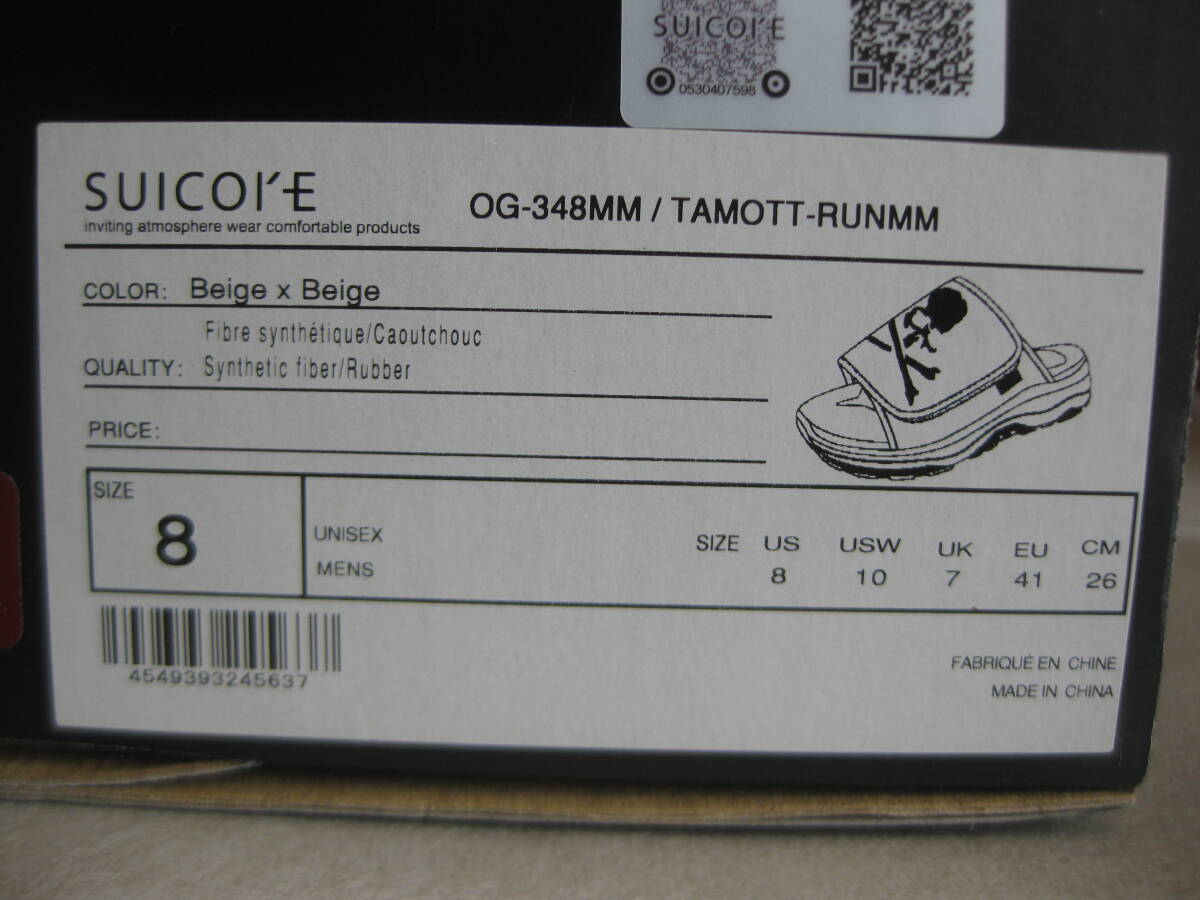 SUICOI'E
0530407598
SUICOI'E
inviting atmosphere wear comfortable products
OG-348MM / TAMOTT-RUNMM
COLOR: Beige x Beige
Fibre synthétique/Caoutchouc
QUALITY: Synthetic fiber/Rubber
PRICE:
SIZE
8
UNISEX
MENS
SIZE US USW UK EU CM
8 10 7 41 26
4549393245637
FABRIQUÉ EN CHINE
MADE IN CHINA